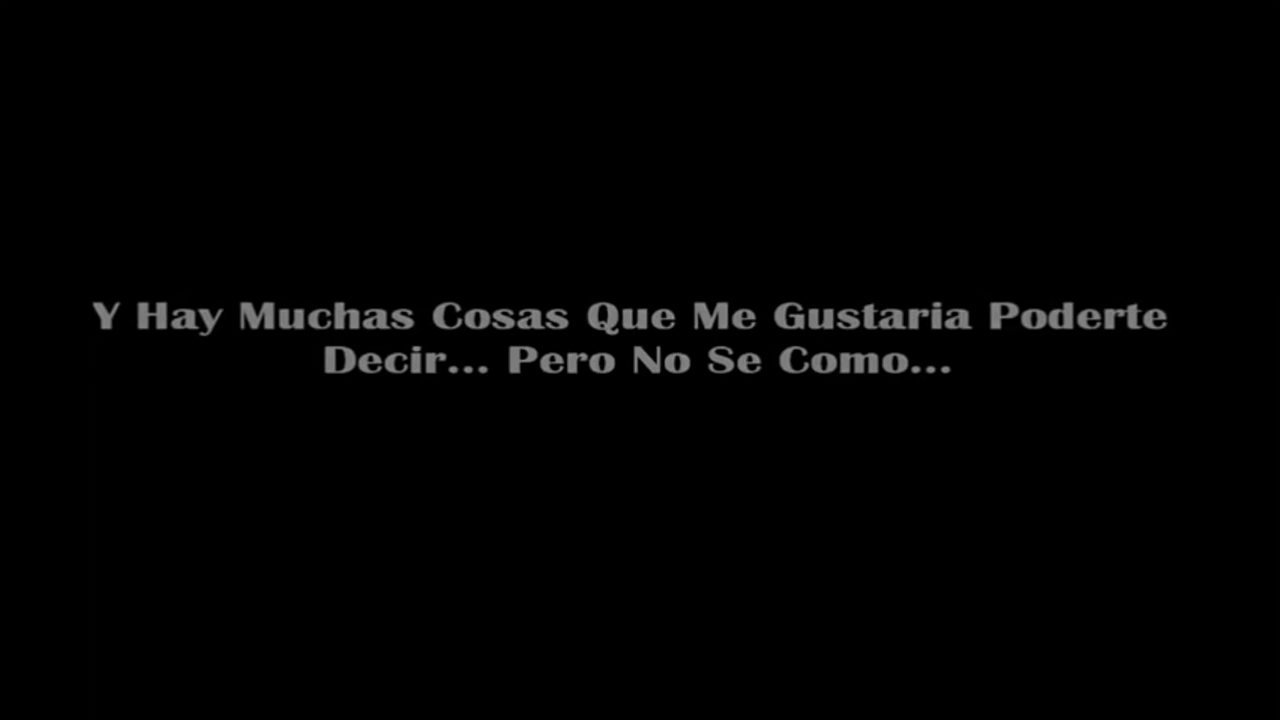 Y Hay Muchas Cosas Que Me Gustaria Poderte
Decir... Pero No Se Como...